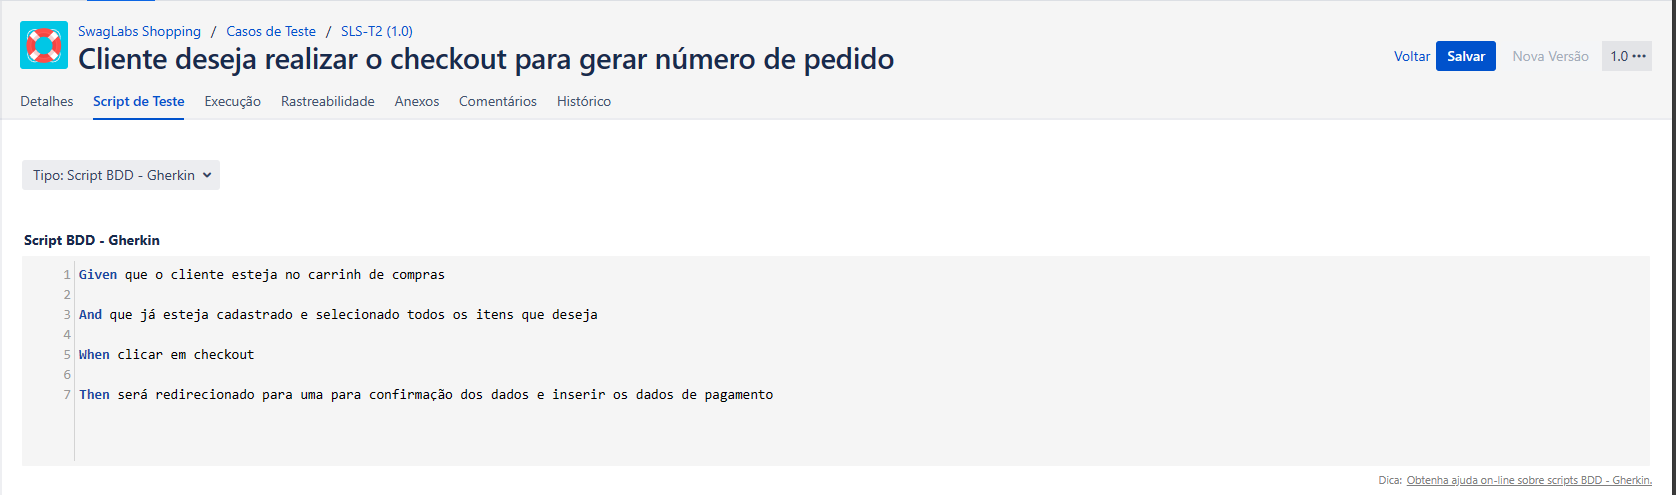 SwagLabs Shopping / Casos de Teste / SLS-T2 (1.0)
Cliente deseja realizar o checkout para gerar número de pedido
Voltar Salvar Nova Versão 1.0 •••
Detalhes Script de Teste Execução Rastreabilidade Anexos Comentários Histórico
Tipo: Script BDD - Gherkin
Script BDD - Gherkin
1 Given que o cliente esteja no carrinh de compras
2
3 And que já esteja cadastrado e selecionado todos os itens que deseja
4
5 When clicar em checkout
6
7 Then será redirecionado para uma para confirmação dos dados e inserir os dados de pagamento
Dica: Obtenha ajuda on-line sobre scripts BDD - Gherkin.